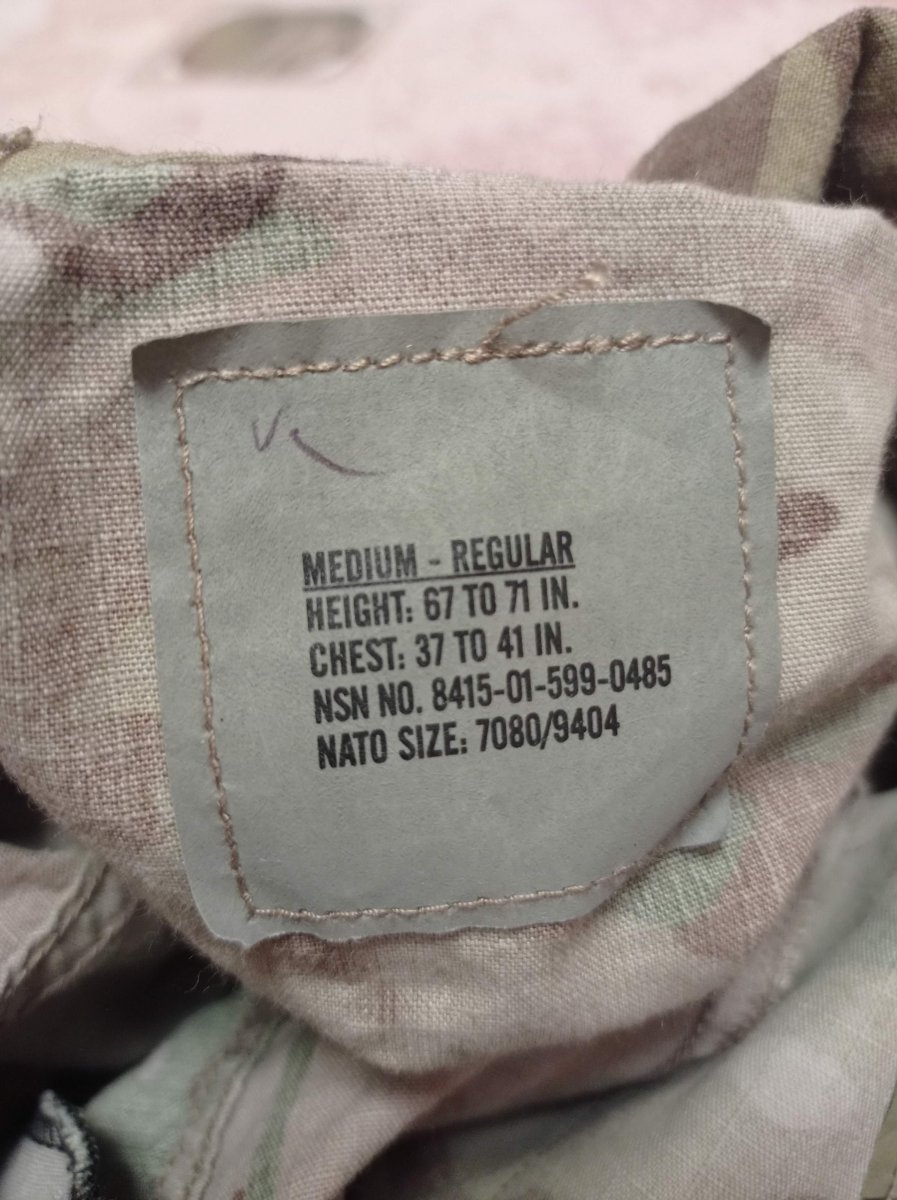 MEDIUM - REGULAR
HEIGHT: 67 TO 71 IN.
CHEST: 37 TO 41 IN.
NSN NO. 8415-01-599-0485
NATO SIZE: 7080/9404